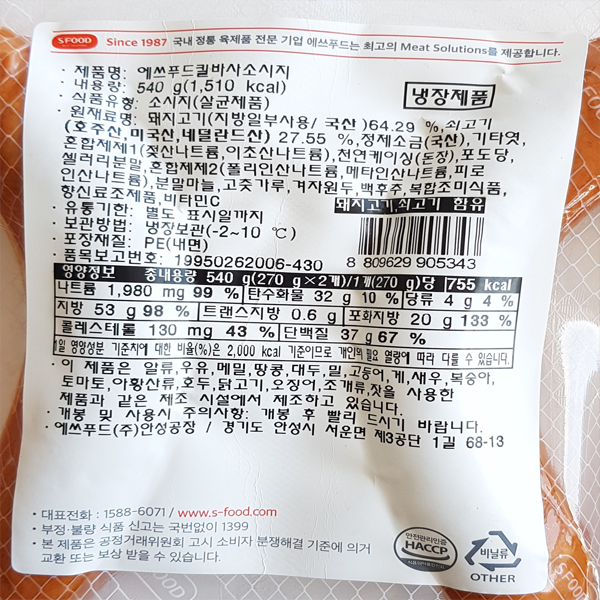 S FOOD Since 1987 국내 정통 육제품 전문 기업 에쓰푸드는 최고의 Meat Solutions를 제공합니다.
· 제품명: 에쓰푸드킬바사소시지
· 내용량: 540 g(1,510 kcal)
냉장제품
· 식품유형: 소시지(살균제품)
· 원재료명: 돼지고기(지방일부사용/ 국산 )64.29 %,쇠고기
(호주산,미국산,네덜란드산) 27.55 %,정제소금(국산),기타엿,
혼합제제1(젖산나트륨,이초산나트륨),천연케이싱(돈장),포도당,
셀러리분말,혼합제제2(폴리인산나트륨,메타인산나트륨,피로
인산나트륨),분말마늘,고춧가루,겨자원두,백후추,복합조미식품,
향신료조제품,비타민C
돼지고기,쇠고기 함유
· 유통기한: 별도 표시일까지
· 보관방법: 냉장보관(-2~10 ℃)
· 포장재질: PE(내면)
· 품목보고번호: 19950262006-430
8 809629 905343
영양정보 총내용량 540 g(270 g×2개)/1개(270 g)당 755 kcal
나트륨 1,980 mg 99 % 탄수화물 32 g 10 % 당류 4 g 4 %
지방 53 g 98 % 트랜스지방 0.6 g 포화지방 20 g 133 %
콜레스테롤 130 mg 43 % 단백질 37 g 67 %
1일 영양성분 기준치에 대한 비율(%)은 2,000 kcal 기준이므로 개인의 필요 열량에 따라 다를 수 있습니다.
· 이 제품은 알류,우유,메밀,땅콩,대두,밀,고등어,게,새우,복숭아,
토마토,아황산류,호두,닭고기,오징어,조개류,잣을 사용한
제품과 같은 제조 시설에서 제조하고 있습니다.
· 개봉 및 사용시 주의사항: 개봉 후 빨리 드시기 바랍니다.
· 에쓰푸드(주)안성공장 / 경기도 안성시 서운면 제3공단 1길 68-13
• 대표전화 : 1588-6071 / www.s-food.com
• 부정·불량 식품 신고는 국번없이 1399
• 본 제품은 공정거래위원회 고시 소비자 분쟁해결 기준에 의거
교환 또는 보상 받을 수 있습니다.
안전관리인증
HACCP
식품의약품안전처
비닐류
OTHER
S FOOD
S FOOD